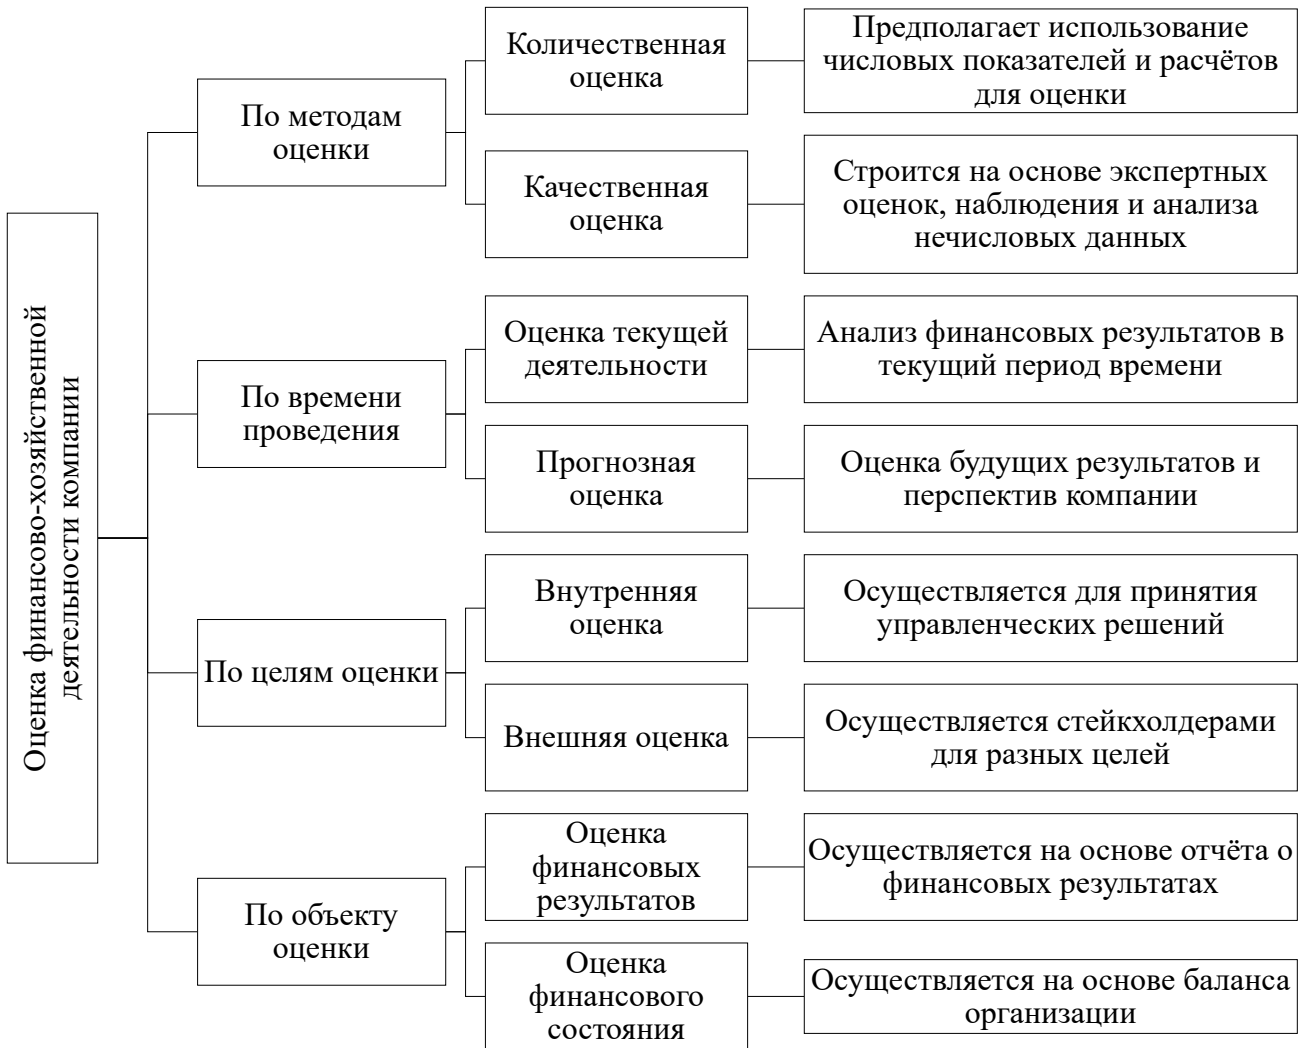 Оценка финансово-хозяйственной
деятельности компании
По методам
оценки
Количественная
оценка
Предполагает использование
числовых показателей и расчётов
для оценки
Качественная
оценка
Строится на основе экспертных
оценок, наблюдения и анализа
нечисловых данных
По времени
проведения
Оценка текущей
деятельности
Анализ финансовых результатов в
текущий период времени
Прогнозная
оценка
Оценка будущих результатов и
перспектив компании
По целям оценки
Внутренняя
оценка
Осуществляется для принятия
управленческих решений
Внешняя оценка
Осуществляется стейкхолдерами
для разных целей
По объекту
оценки
Оценка
финансовых
результатов
Осуществляется на основе отчёта о
финансовых результатах
Оценка
финансового
состояния
Осуществляется на основе баланса
организации